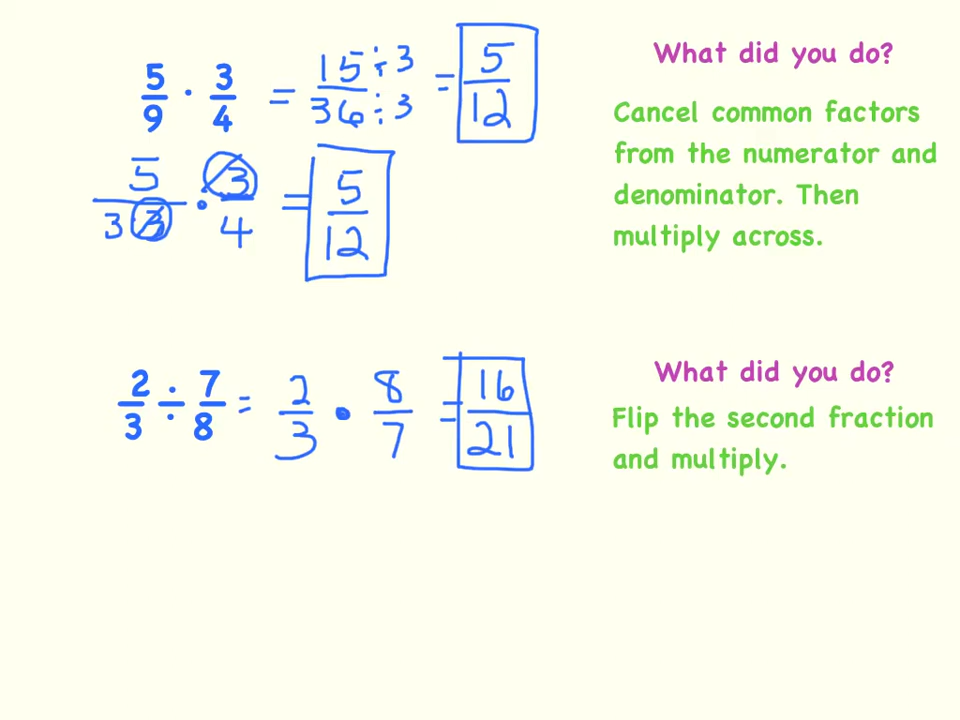 5/9 · 3/4 = 15÷3/36÷3 = 5/12
5/3 3 · 3/4 = 5/12
What did you do?
Cancel common factors
from the numerator and
denominator. Then
multiply across.
2/3 ÷ 7/8 = 2/3 · 8/7 = 16/21
What did you do?
Flip the second fraction
and multiply.